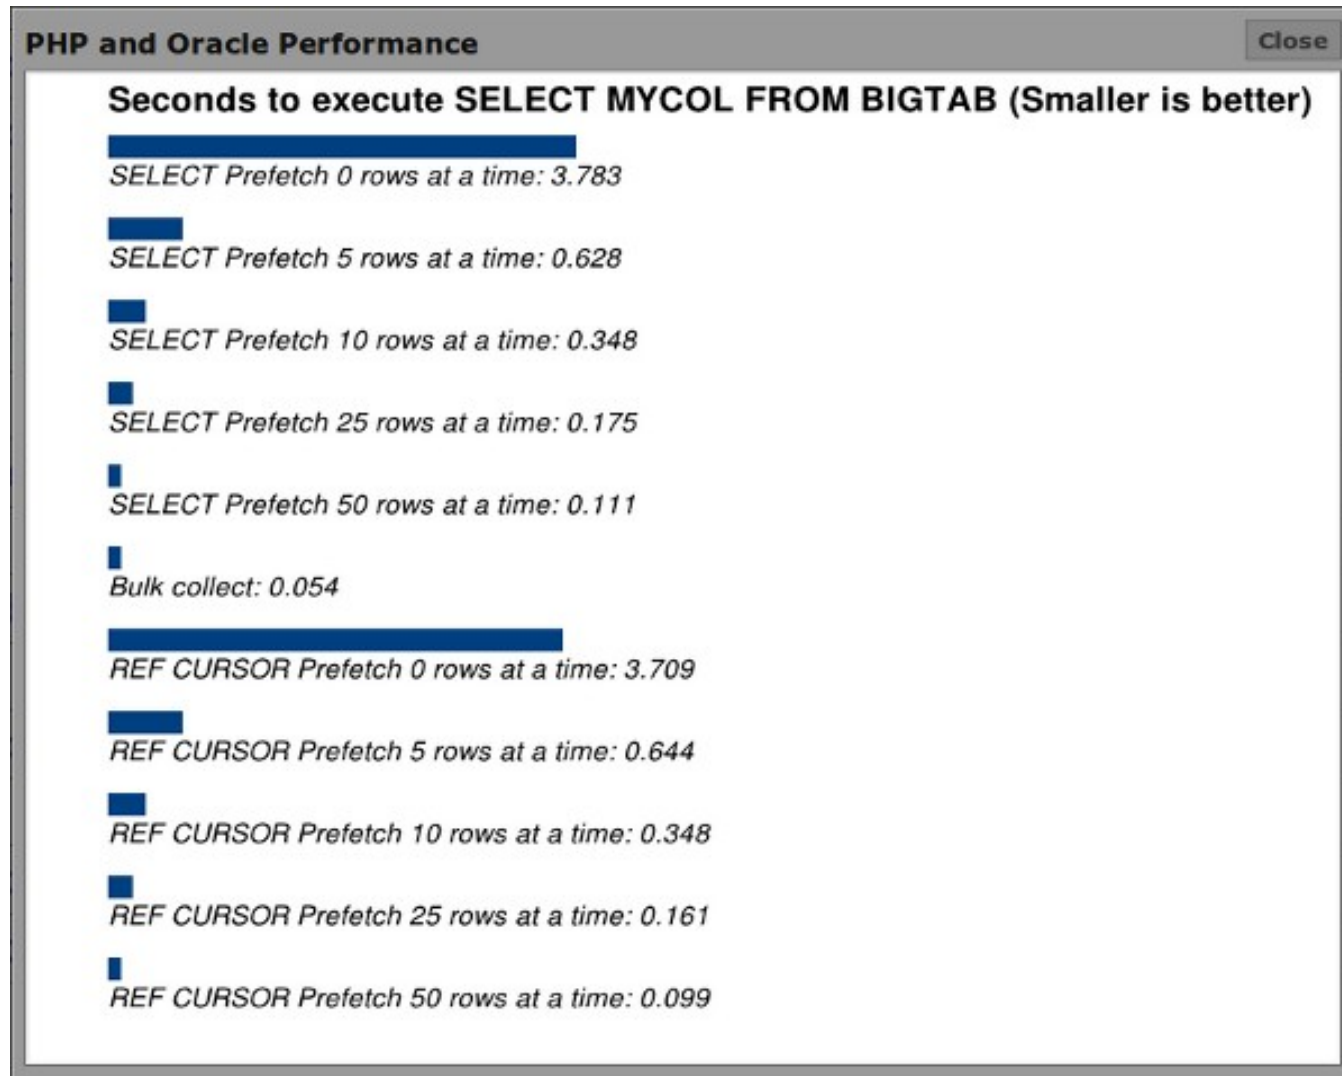 PHP and Oracle Performance
Close
Seconds to execute SELECT MYCOL FROM BIGTAB (Smaller is better)
SELECT Prefetch 0 rows at a time: 3.783
SELECT Prefetch 5 rows at a time: 0.628
SELECT Prefetch 10 rows at a time: 0.348
SELECT Prefetch 25 rows at a time: 0.175
SELECT Prefetch 50 rows at a time: 0.111
Bulk collect: 0.054
REF CURSOR Prefetch 0 rows at a time: 3.709
REF CURSOR Prefetch 5 rows at a time: 0.644
REF CURSOR Prefetch 10 rows at a time: 0.348
REF CURSOR Prefetch 25 rows at a time: 0.161
REF CURSOR Prefetch 50 rows at a time: 0.099